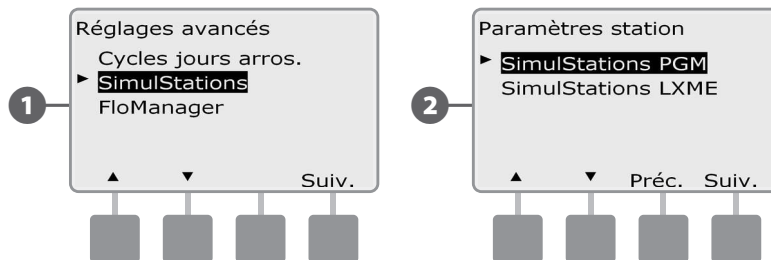 1
Réglages avancés
Cycles jours arros.
► SimulStations
FloManager
▲ ▼ Suiv.
2
Paramètres station
► SimulStations PGM
SimulStations LXME
▲ ▼ Préc. Suiv.